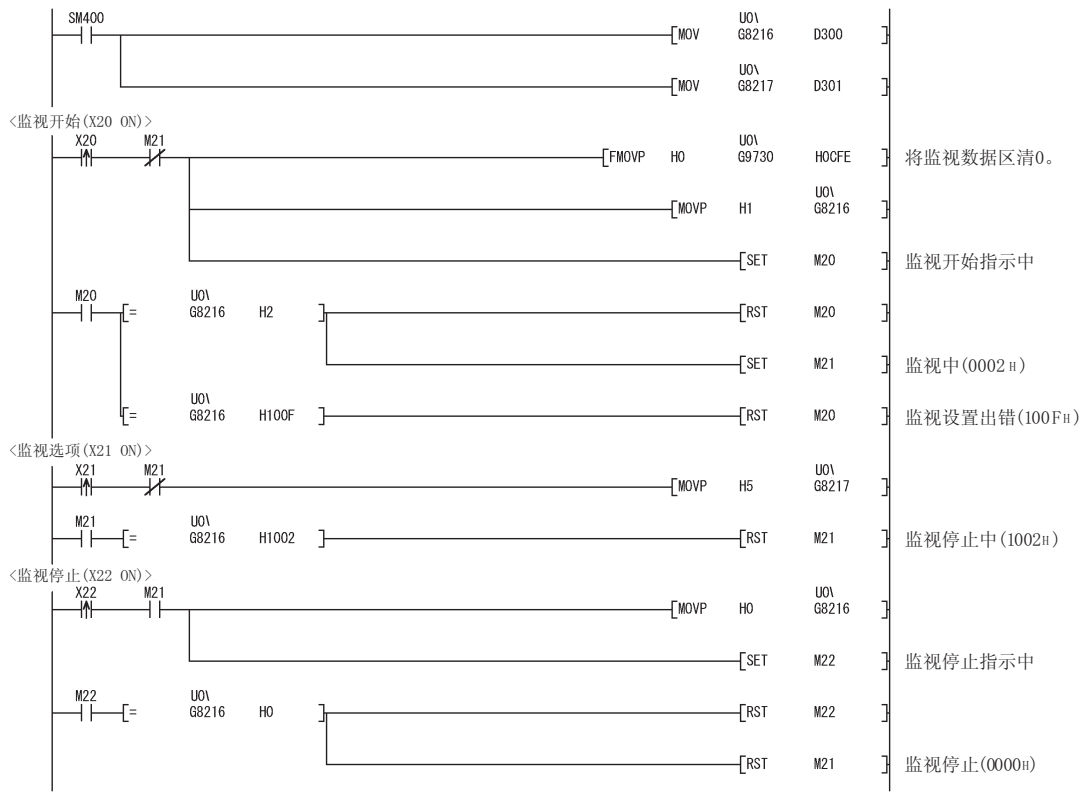 SM400
U0\
MOV G8216 D300
U0\
MOV G8217 D301
<监视开始(X20 ON)>
X20 M21 U0\
FMOVP H0 G9730 H0CFE 将监视数据区清0。
U0\
MOVP H1 G8216
SET M20 监视开始指示中
M20 U0\
= G8216 H2 RST M20
SET M21 监视中(0002H)
U0\
= G8216 H100F RST M20 监视设置出错(100FH)
<监视选项(X21 ON)>
X21 M21 U0\
MOVP H5 G8217
M21 U0\
= G8216 H1002 RST M21 监视停止中(1002H)
<监视停止(X22 ON)>
X22 M21 U0\
MOVP H0 G8216
SET M22 监视停止指示中
M22 U0\
= G8216 H0 RST M22
RST M21 监视停止(0000H)